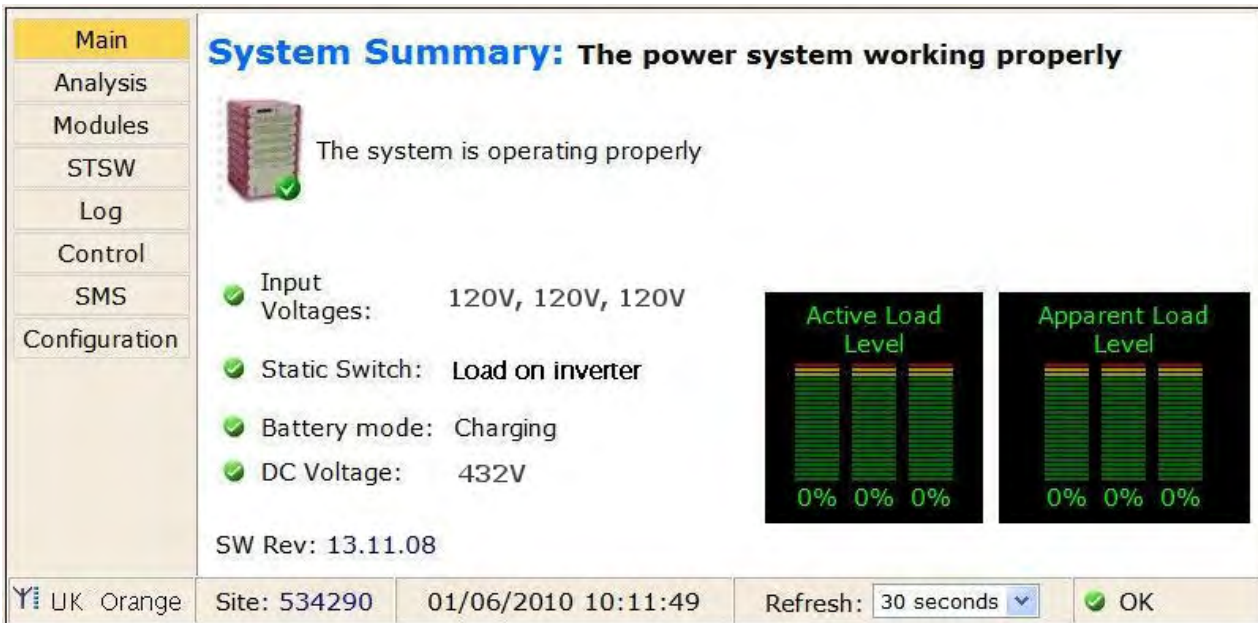 Main
Analysis
Modules
STSW
Log
Control
SMS
Configuration
System Summary: The power system working properly
The system is operating properly
Input
Voltages: 120V, 120V, 120V
Static Switch: Load on inverter
Battery mode: Charging
DC Voltage: 432V
SW Rev: 13.11.08
Active Load
Level
0% 0% 0%
Apparent Load
Level
0% 0% 0%
UK Orange Site: 534290 01/06/2010 10:11:49 Refresh: 30 seconds OK